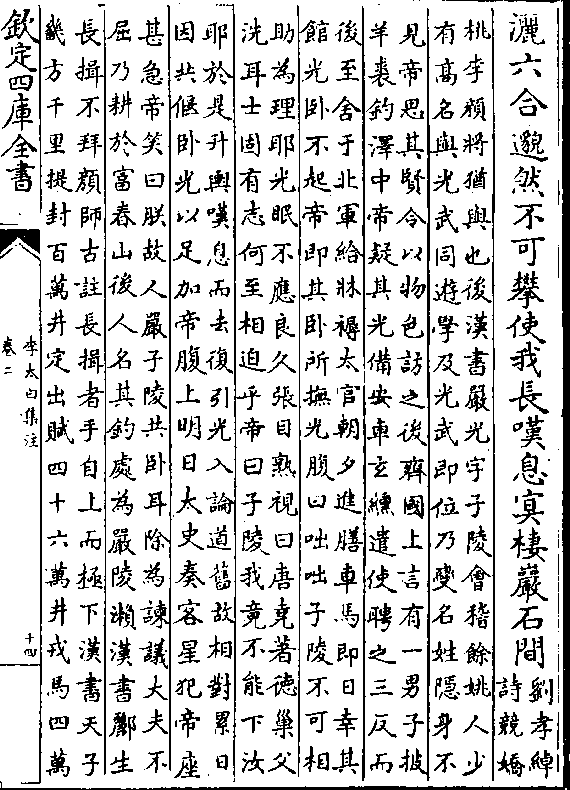 灑六合邈然不可攀使我長嘆息㝠棲巖石間劉孝綽
詩競嬌
桃李顔將猶與也後漢書嚴光字子陵會稽餘姚人少
有高名與光武同遊學及光武即位乃變名姓隱身不
見帝思其賢令以物色訪之後齊國上言有一男子披
羊裘釣澤中帝疑其光備安車玄纁遣使聘之三反而
後至舍于北軍給牀褥太官朝夕進膳車馬即日幸其
館光卧不起帝即其卧所撫光腹曰咄咄子陵不可相
助為理耶光眠不應良久張目熟視曰唐堯著德巢父
洗耳士固有志何至相迫乎帝曰子陵我竟不能下汝
耶於是升輿嘆息而去復引光入論道舊故相對累日
因共偃卧光以足加帝腹上明日太史奏客星犯帝座
甚急帝笑曰朕故人嚴子陵共卧耳除為諫議大夫不
屈乃耕於富春山後人名其釣處為嚴陵瀬漢書酈生
長揖不拜顔師古註長揖者手自上而極下漢書天子
畿方千里提封百萬井定出賦四十六萬井戎馬四萬
欽定四庫全書
李太白集注
卷二
十四